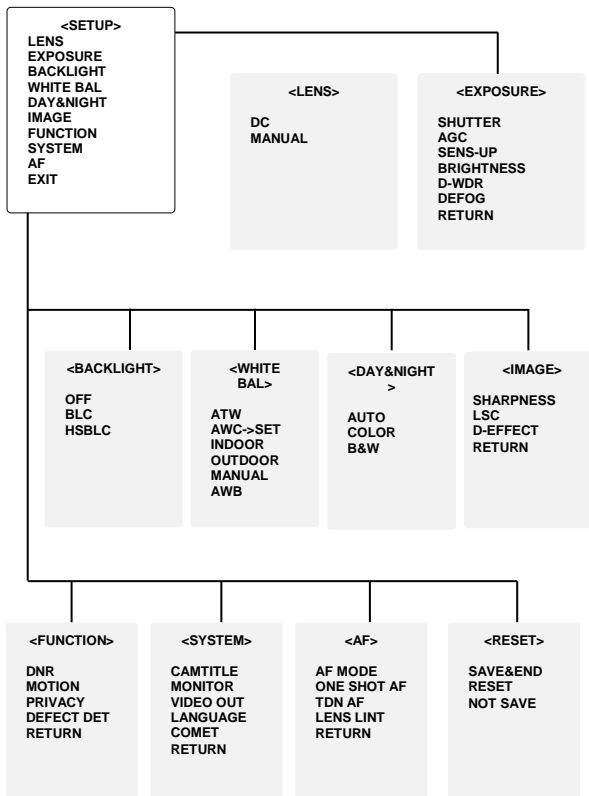 <SETUP>
LENS
EXPOSURE
BACKLIGHT
WHITE BAL
DAY&NIGHT
IMAGE
FUNCTION
SYSTEM
AF
EXIT
<LENS>
DC
MANUAL
<EXPOSURE>
SHUTTER
AGC
SENS-UP
BRIGHTNESS
D-WDR
DEFOG
RETURN
<BACKLIGHT>
OFF
BLC
HSBLC
<WHITE
BAL>
ATW
AWC->SET
INDOOR
OUTDOOR
MANUAL
AWB
<DAY&NIGHT
>
AUTO
COLOR
B&W
<IMAGE>
SHARPNESS
LSC
D-EFFECT
RETURN
<FUNCTION>
DNR
MOTION
PRIVACY
DEFECT DET
RETURN
<SYSTEM>
CAMTITLE
MONITOR
VIDEO OUT
LANGUAGE
COMET
RETURN
<AF>
AF MODE
ONE SHOT AF
TDN AF
LENS LINT
RETURN
<RESET>
SAVE&END
RESET
NOT SAVE